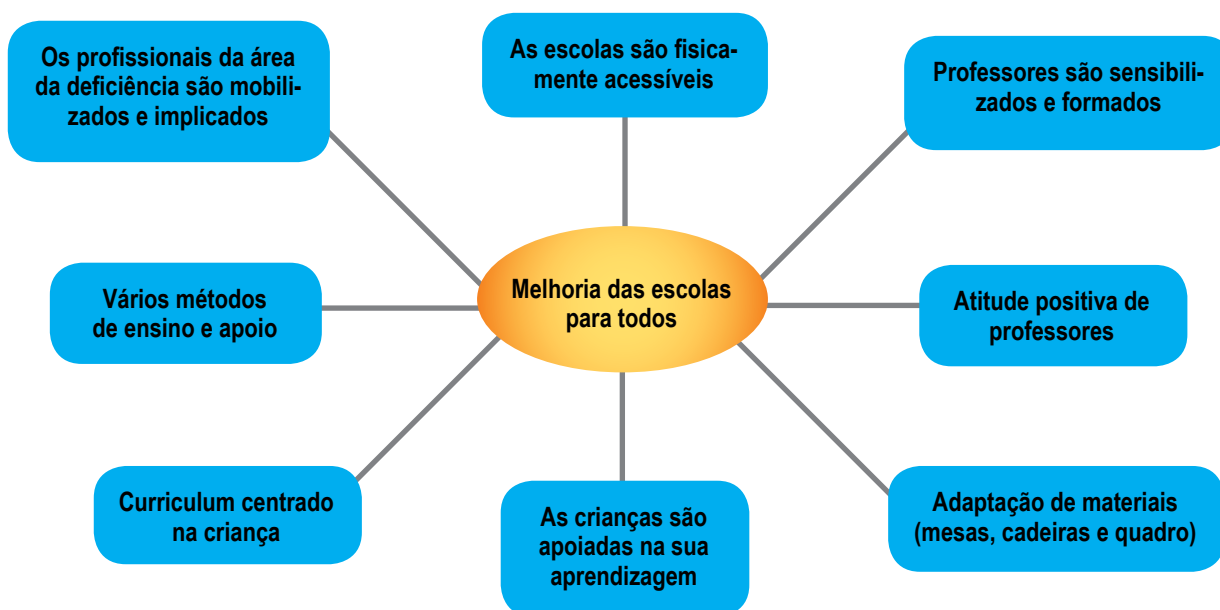 Os profissionais da área
da deficiência são mobili-
zados e implicados
As escolas são fisica-
mente acessíveis
Professores são sensibili-
zados e formados
Vários métodos
de ensino e apoio
Melhoria das escolas
para todos
Atitude positiva de
professores
Curriculum centrado
na criança
As crianças são
apoiadas na sua
aprendizagem
Adaptação de materiais
(mesas, cadeiras e quadro)